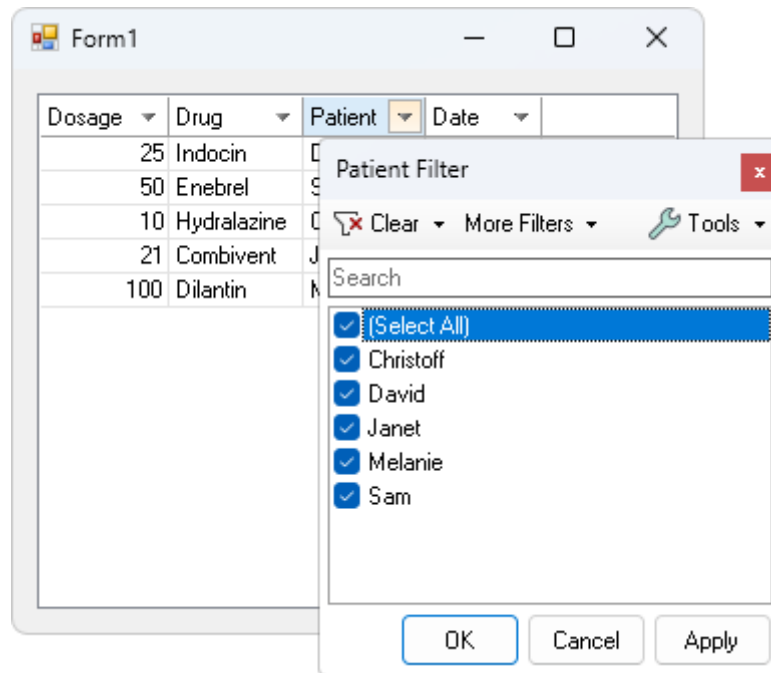 Form1
Dosage Drug Patient Date
25 Indocin D
50 Enebrel S
10 Hydralazine C
21 Combivent J
100 Dilantin M
Patient Filter
x
Clear More Filters Tools
Search
(Select All)
Christoff
David
Janet
Melanie
Sam
OK Cancel Apply